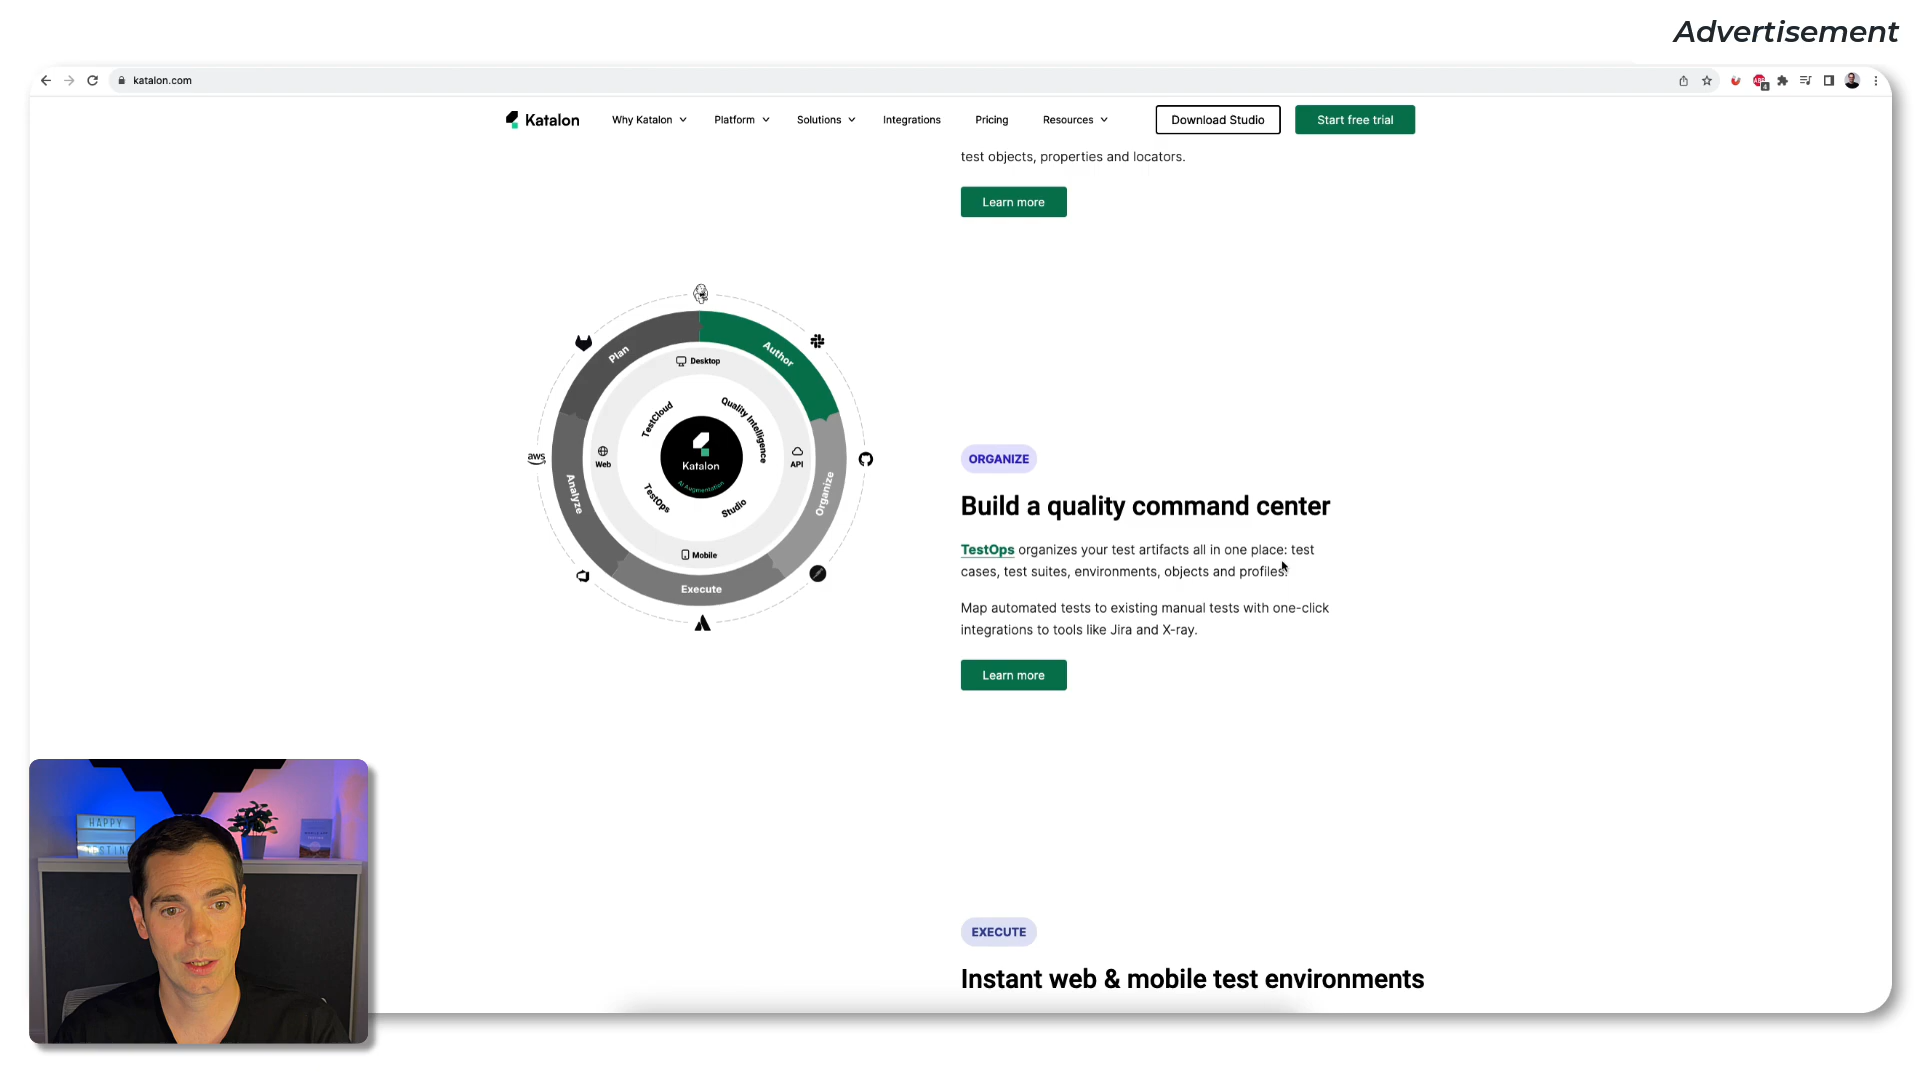 Advertisement
katalon.com
Katalon
Why Katalon
Platform
Solutions
Integrations
Pricing
Resources
Download Studio
Start free trial
test objects, properties and locators.
Learn more
Plan
Author
Desktop
TestCloud
Quality Intelligence
aws
Web
Katalon
API
AI Augmentation
Analyze
Organize
TestOps
Studio
Mobile
Execute
ORGANIZE
Build a quality command center
TestOps organizes your test artifacts all in one place: test
cases, test suites, environments, objects and profiles.
Map automated tests to existing manual tests with one-click
integrations to tools like Jira and X-ray.
Learn more
HAPPY
EXECUTE
Instant web & mobile test environments